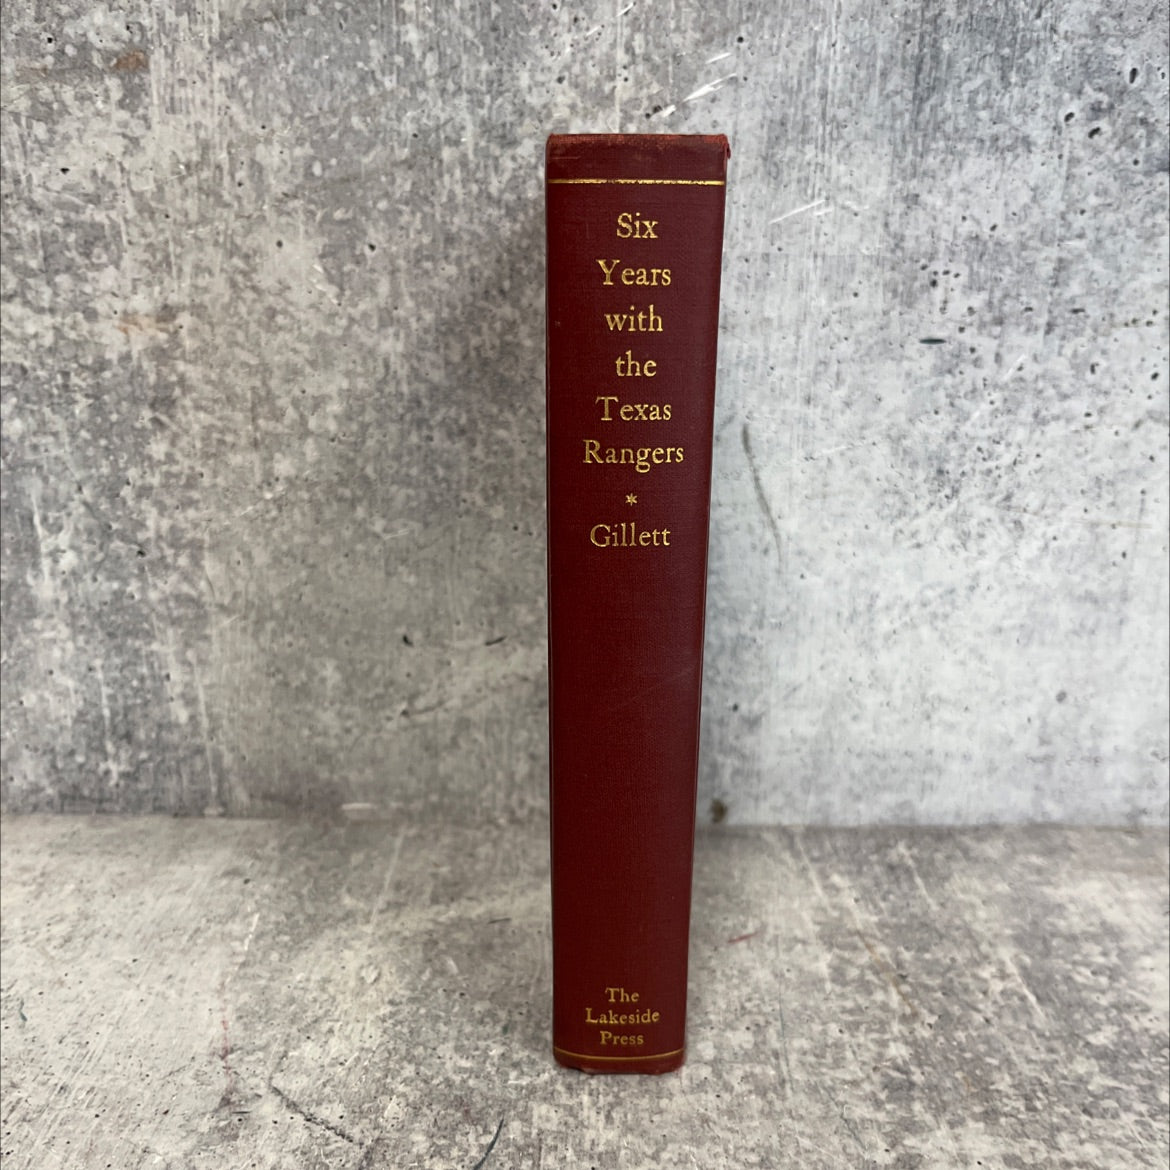 Six
Years
with
the
Texas
Rangers
*
Gillett
The
Lakeside
Press